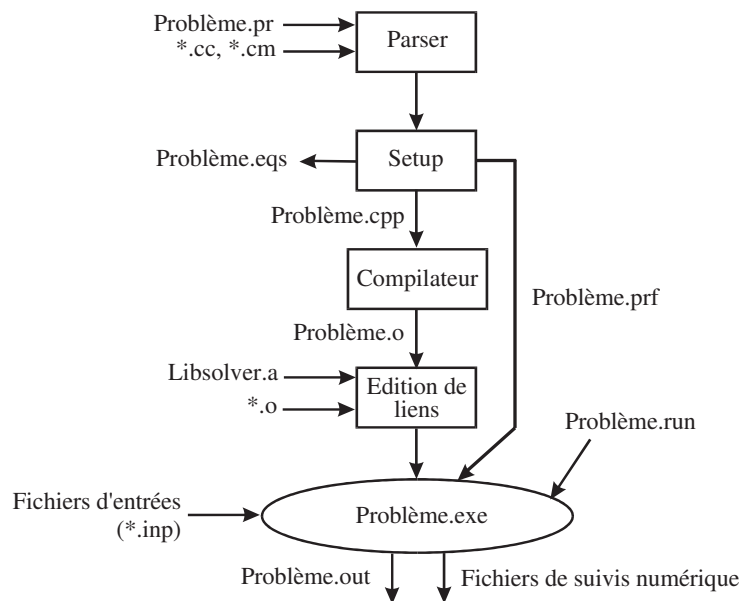 Problème.pr
*.cc, *.cm
Parser
Problème.eqs
Setup
Problème.cpp
Compilateur
Problème.prf
Problème.o
Libsolver.a
*.o
Edition de
liens
Problème.run
Fichiers d'entrées
(*.inp)
Problème.exe
Problème.out
Fichiers de suivis numérique